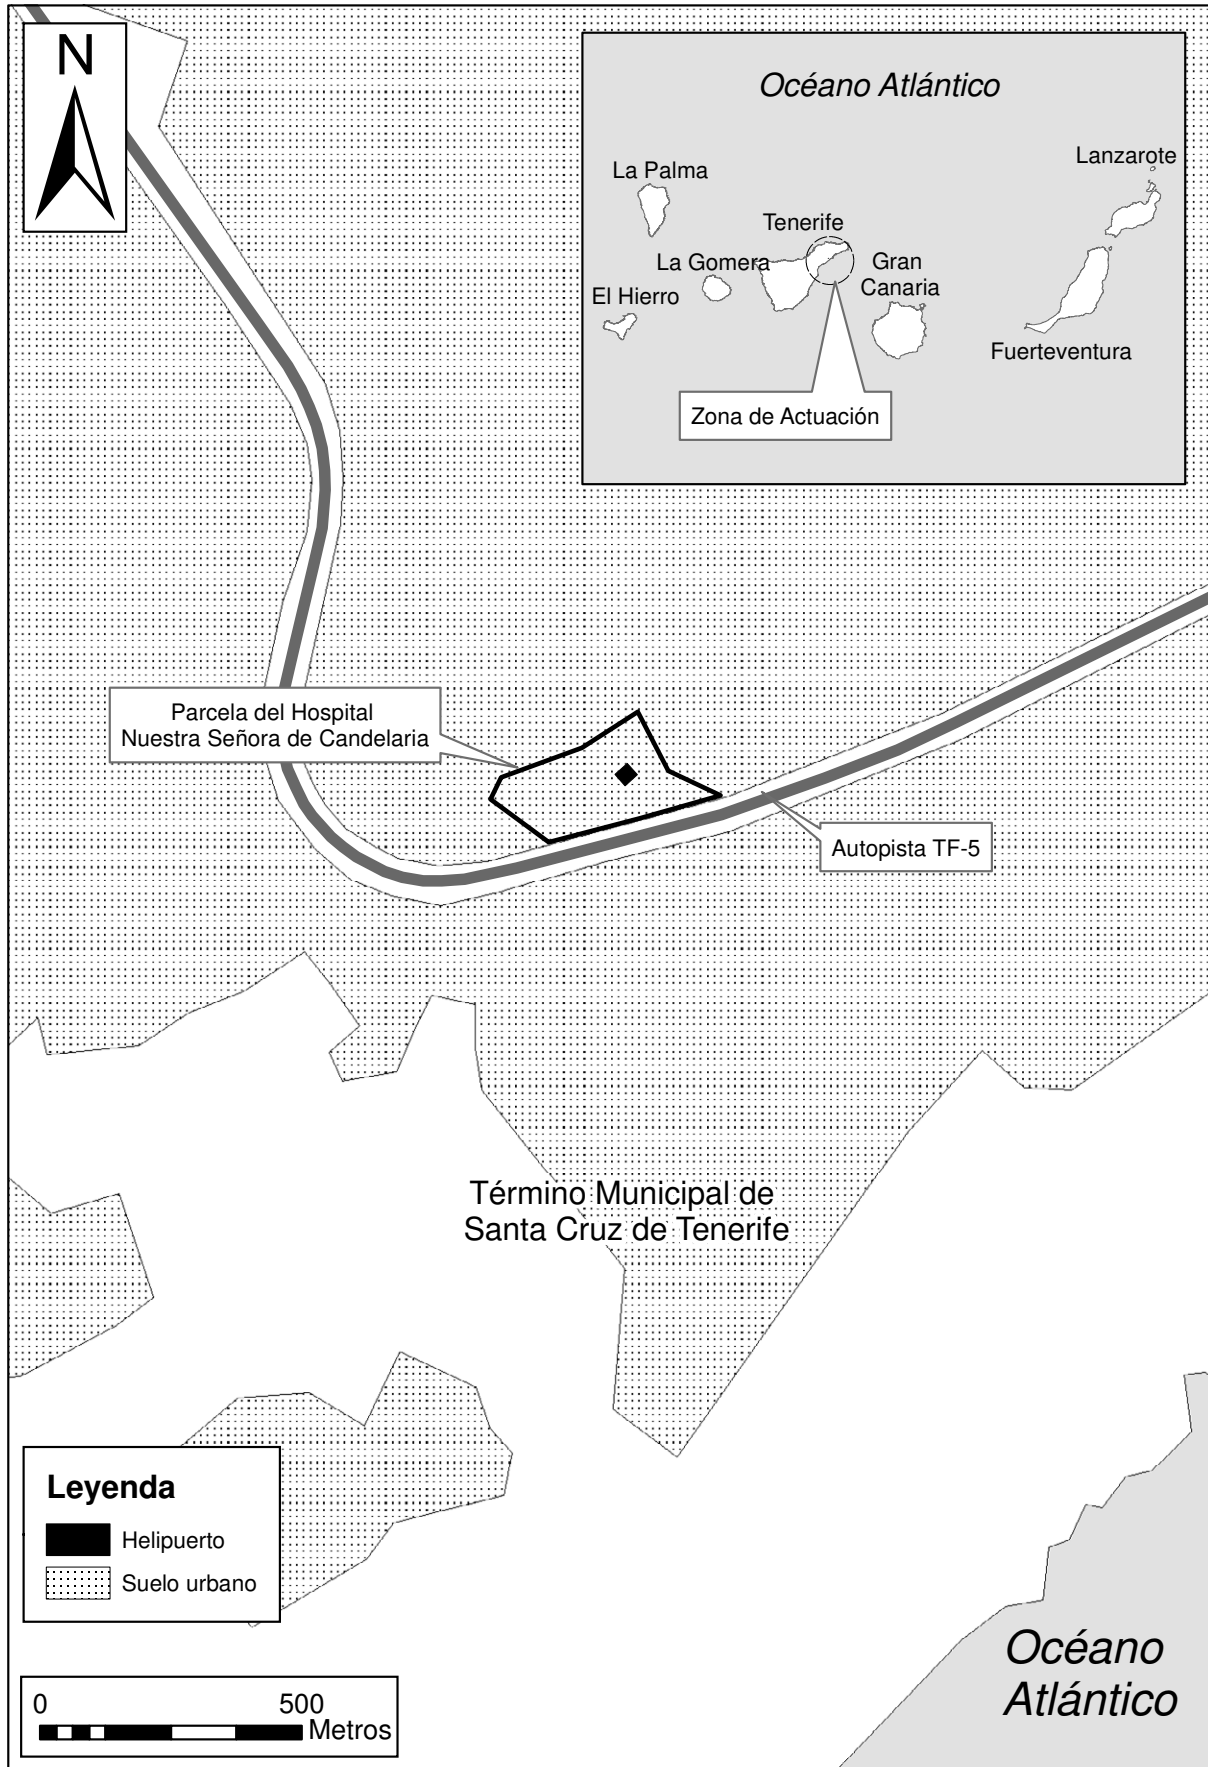 N
Océano Atlántico
La Palma
Lanzarote
Tenerife
La Gomera
Gran
Canaria
El Hierro
Fuerteventura
Zona de Actuación
Parcela del Hospital
Nuestra Señora de Candelaria
Autopista TF-5
Término Municipal de
Santa Cruz de Tenerife
Leyenda
Helipuerto
Suelo urbano
0 500
Metros
Océano
Atlántico